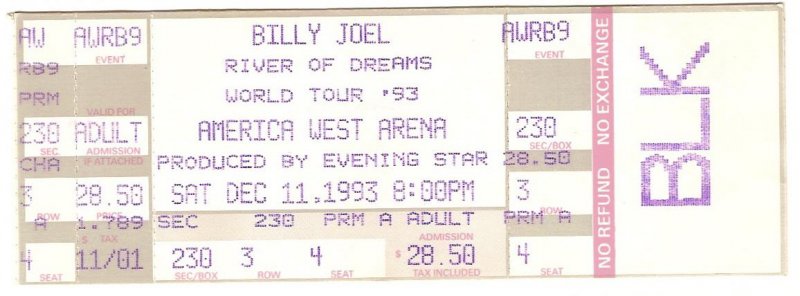 AW AWRB9 BILLY JOEL AWRB9
EVENT EVENT
RB9 RIVER OF DREAMS
PRM WORLD TOUR '93
VALID FOR
230 ADULT AMERICA WEST ARENA 230
SEC ADMISSION SEC/BOX
IF ATTACHED
CHA PRODUCED BY EVENING STAR 28.50
3 28.50 SAT DEC 11,1993 8:00PM 3
ROW PRICE ROW
A 1.789 SEC 230 PRM A ADULT PRM A
$ TAX ADMISSION
4 11/01 230 3 4 $28.50 4
SEAT SEC/BOX ROW SEAT TAX INCLUDED SEAT
NO REFUND NO EXCHANGE
BLK